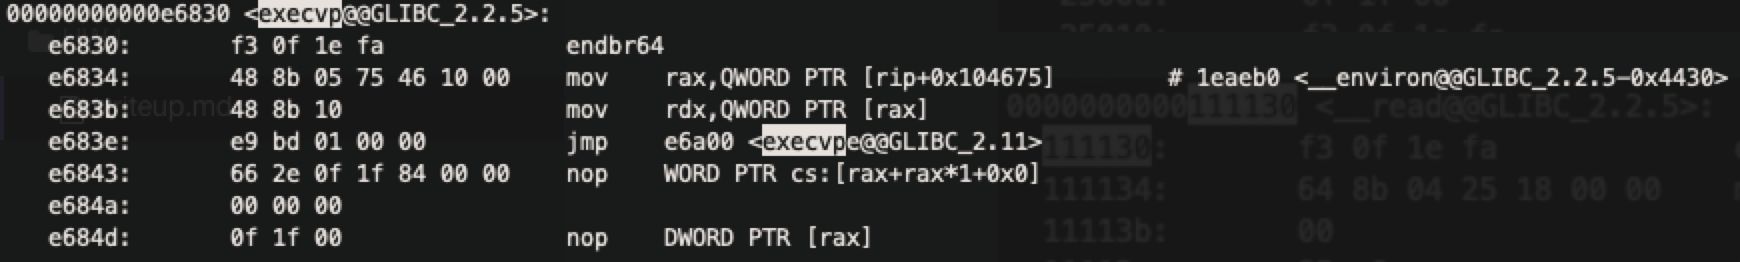 00000000000e6830 <execvp@@GLIBC_2.2.5>:
e6830: f3 0f 1e fa endbr64
e6834: 48 8b 05 75 46 10 00 mov rax,QWORD PTR [rip+0x104675] # 1eaeb0 <__environ@@GLIBC_2.2.5-0x4430>
e683b: 48 8b 10 mov rdx,QWORD PTR [rax]
e683e: e9 bd 01 00 00 jmp e6a00 <execvpe@@GLIBC_2.11>
e6843: 66 2e 0f 1f 84 00 00 nop WORD PTR cs:[rax+rax*1+0x0]
e684a: 00 00 00
e684d: 0f 1f 00 nop DWORD PTR [rax]
0000000000111130 <__read@@GLIBC_2.2.5>:
111130: f3 0f 1e fa
111134: 64 8b 04 25 18 00 00
11113b: 00